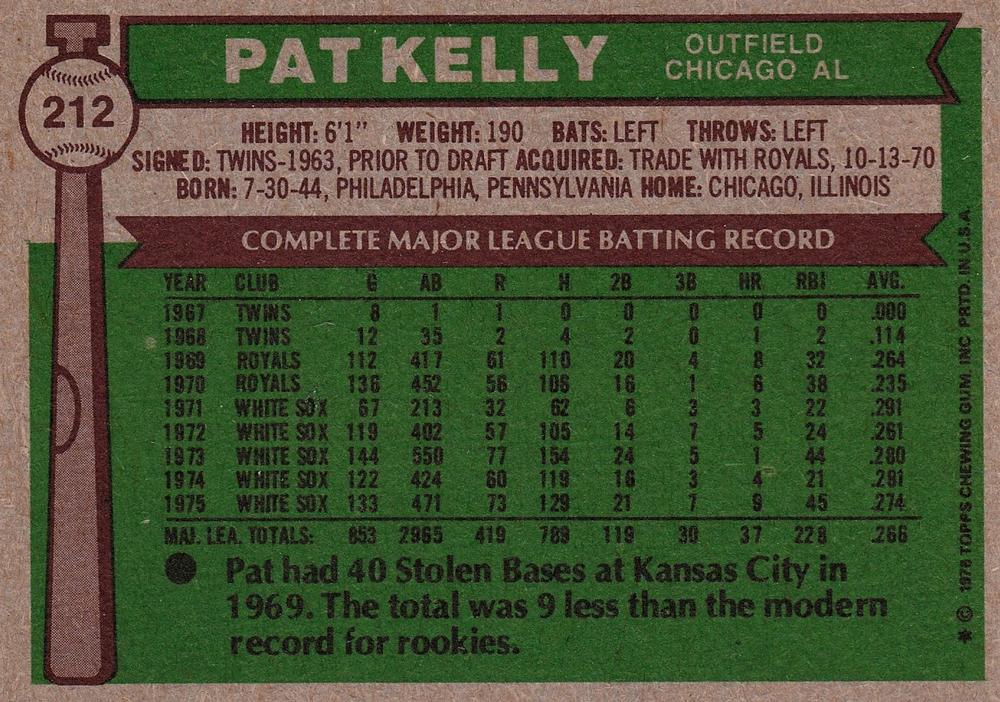 PAT KELLY
OUTFIELD
CHICAGO AL
212
HEIGHT: 6'1" WEIGHT: 190 BATS: LEFT THROWS: LEFT
SIGNED: TWINS-1963, PRIOR TO DRAFT ACQUIRED: TRADE WITH ROYALS, 10-13-70
BORN: 7-30-44, PHILADELPHIA, PENNSYLVANIA HOME: CHICAGO, ILLINOIS
COMPLETE MAJOR LEAGUE BATTING RECORD
YEAR CLUB G AB R H 2B 3B HR RBI AVG.
1967 TWINS 8 1 1 0 0 0 0 0 .000
1968 TWINS 12 35 2 4 2 0 1 2 .114
1969 ROYALS 112 417 61 110 20 4 8 32 .264
1970 ROYALS 136 452 56 106 16 1 6 38 .235
1971 WHITE SOX 67 213 32 62 6 3 3 22 .291
1972 WHITE SOX 119 402 57 105 14 7 5 24 .261
1973 WHITE SOX 144 550 77 154 24 5 1 44 .280
1974 WHITE SOX 122 424 60 119 16 3 4 21 .281
1975 WHITE SOX 133 471 73 129 21 7 9 45 .274
MAJ. LEA. TOTALS: 853 2965 419 789 119 30 37 228 .266
● Pat had 40 Stolen Bases at Kansas City in
1969. The total was 9 less than the modern
record for rookies.
* © 1976 TOPPS CHEWING GUM, INC PRTD. IN U.S.A.